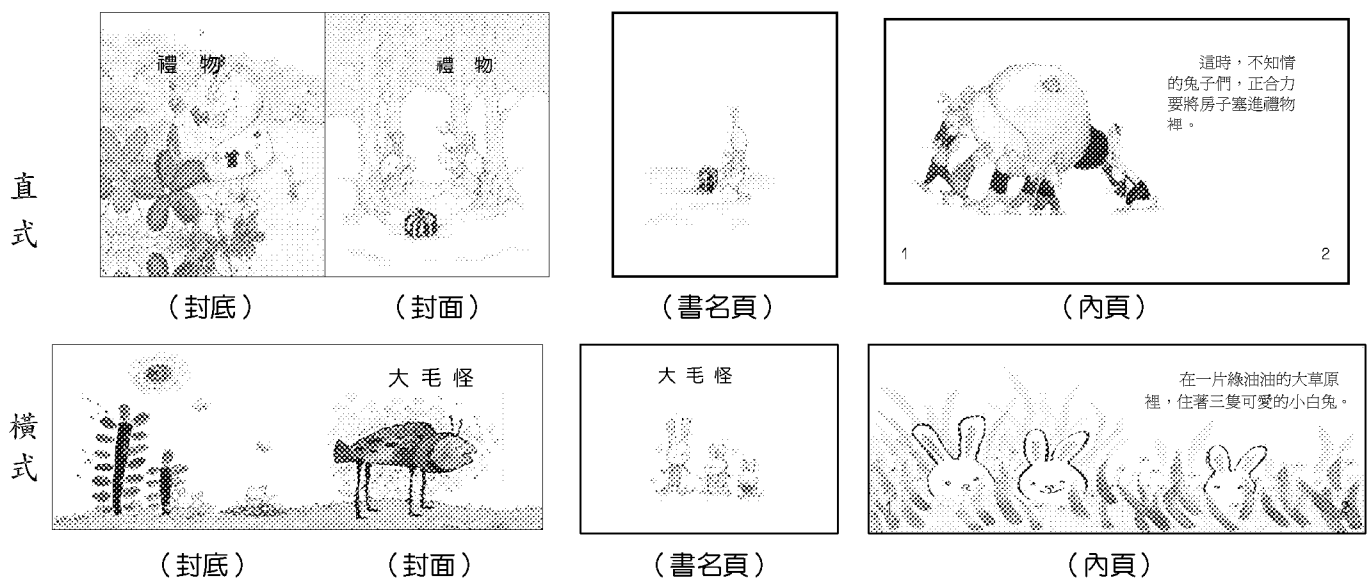 直式
禮 物
禮 物
這時，不知情
的兔子們，正合力
要將房子塞進禮物
裡。
1
2
（封底）
（封面）
（書名頁）
（內頁）
橫式
大 毛 怪
大 毛 怪
在一片綠油油的大草原
裡，住著三隻可愛的小白兔。
（封底）
（封面）
（書名頁）
（內頁）